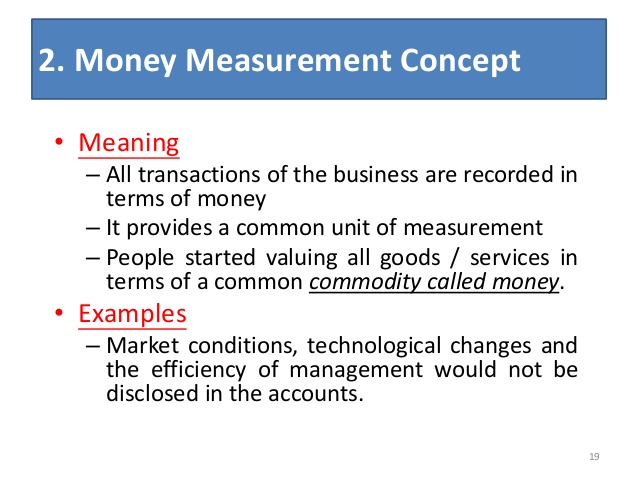 2. Money Measurement Concept
• Meaning
– All transactions of the business are recorded in
terms of money
– It provides a common unit of measurement
– People started valuing all goods / services in
terms of a common commodity called money.
• Examples
– Market conditions, technological changes and
the efficiency of management would not be
disclosed in the accounts.
19